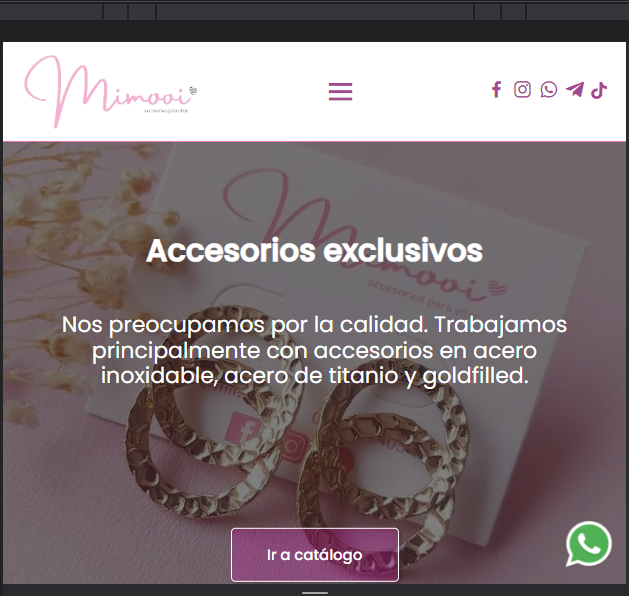 Mimooi
Accesorios exclusivos
Mimooi
accesorios para ellas
Nos preocupamos por la calidad. Trabajamos
principalmente con accesorios en acero
inoxidable, acero de titanio y goldfilled.
Ir a catálogo